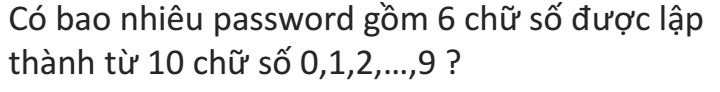 Có bao nhiêu password gồm 6 chữ số được lập
thành từ 10 chữ số 0,1,2,...,9 ?